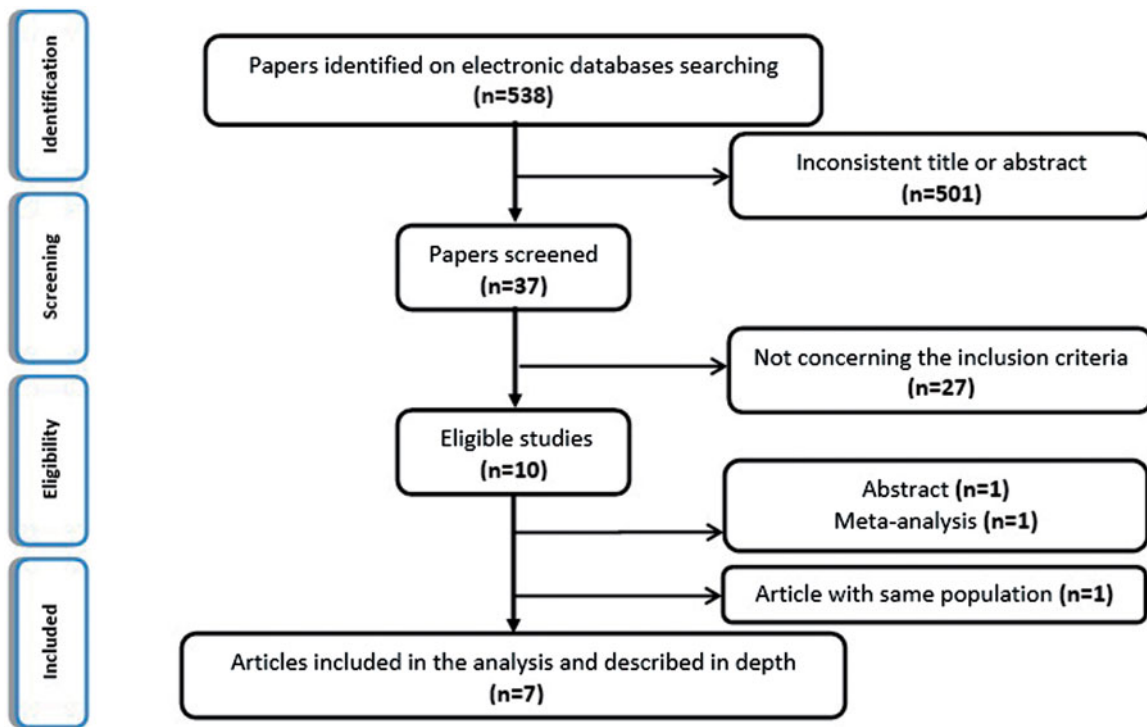 Identification
Papers identified on electronic databases searching
(n=538)
Inconsistent title or abstract
(n=501)
Screening
Papers screened
(n=37)
Not concerning the inclusion criteria
(n=27)
Eligibility
Eligible studies
(n=10)
Abstract (n=1)
Meta-analysis (n=1)
Article with same population (n=1)
Included
Articles included in the analysis and described in depth
(n=7)